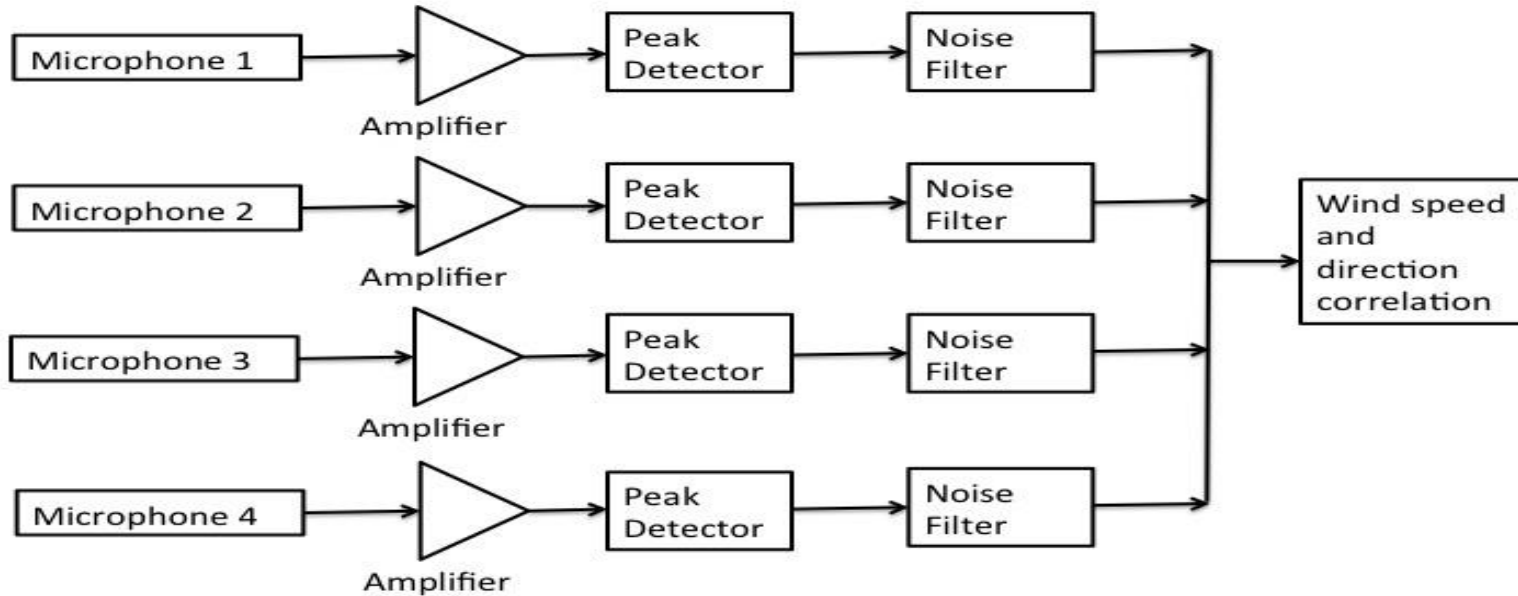 Microphone 1
Amplifier
Peak
Detector
Noise
Filter
Microphone 2
Amplifier
Peak
Detector
Noise
Filter
Microphone 3
Amplifier
Peak
Detector
Noise
Filter
Microphone 4
Amplifier
Peak
Detector
Noise
Filter
Wind speed
and
direction
correlation